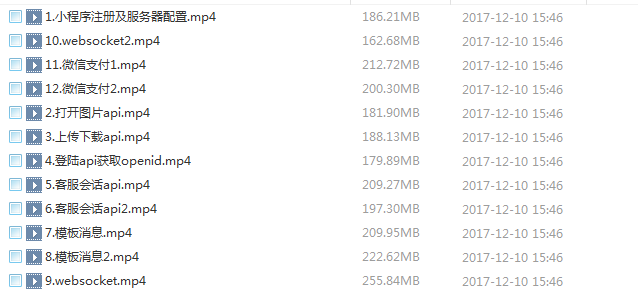 1.小程序注册及服务器配置.mp4 186.21MB 2017-12-10 15:46
10.websocket2.mp4 162.68MB 2017-12-10 15:46
11.微信支付1.mp4 212.72MB 2017-12-10 15:46
12.微信支付2.mp4 200.30MB 2017-12-10 15:46
2.打开图片api.mp4 181.90MB 2017-12-10 15:46
3.上传下载api.mp4 188.13MB 2017-12-10 15:46
4.登陆api获取openid.mp4 179.89MB 2017-12-10 15:46
5.客服会话api.mp4 209.27MB 2017-12-10 15:46
6.客服会话api2.mp4 197.30MB 2017-12-10 15:46
7.模板消息.mp4 209.95MB 2017-12-10 15:46
8.模板消息2.mp4 222.62MB 2017-12-10 15:46
9.websocket.mp4 255.84MB 2017-12-10 15:46